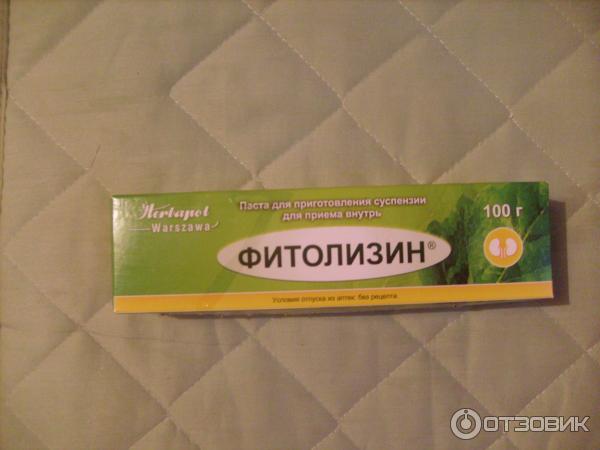 Herbapol
Warszawa
Паста для приготовления суспензии
для приема внутрь
100 г
ФИТОЛИЗИН®
Условия отпуска из аптек: без рецепта
ОТЗОВИК